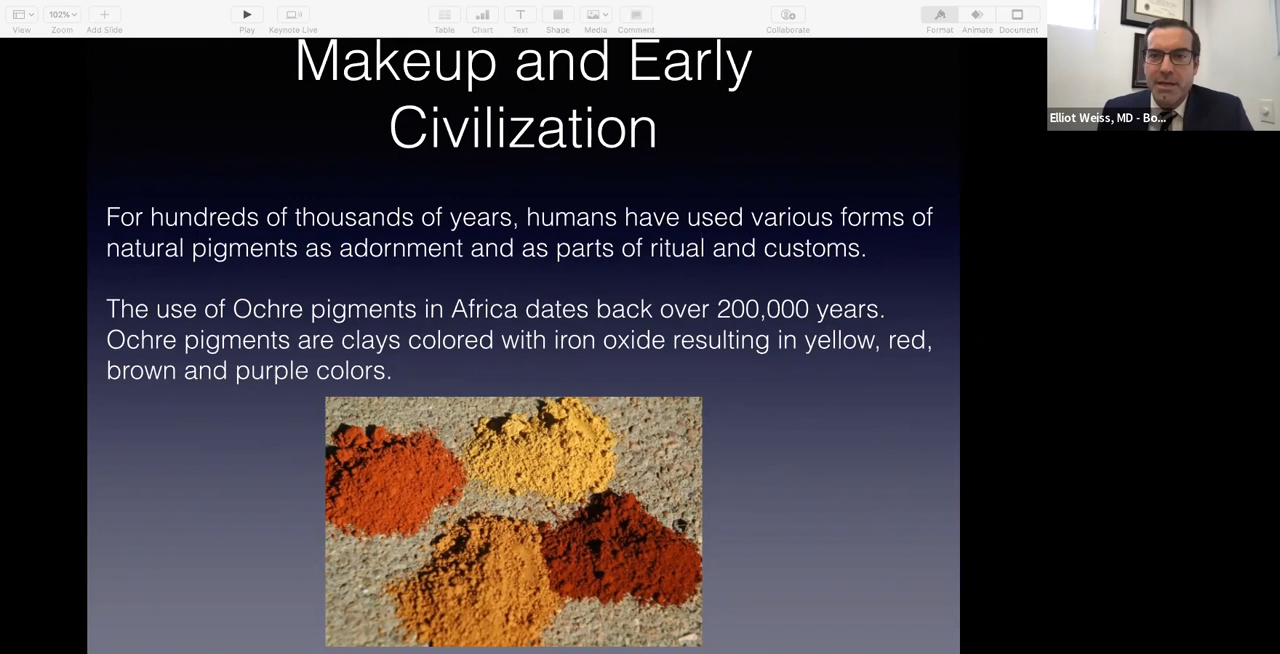 View
102%
Zoom
Add Slide
Play
Keynote Live
Table
Chart
Text
Shape
Media
Comment
Collaborate
Format
Animate
Document
Makeup and Early
Civilization
For hundreds of thousands of years, humans have used various forms of
natural pigments as adornment and as parts of ritual and customs.
The use of Ochre pigments in Africa dates back over 200,000 years.
Ochre pigments are clays colored with iron oxide resulting in yellow, red,
brown and purple colors.
Elliot Weiss, MD - Bo...